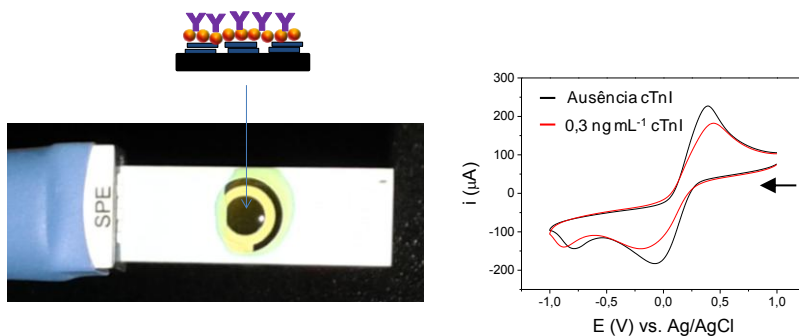 SPE
300
200
100
0
-100
-200
i (µA)
Ausência cTnI
0,3 ng mL-1 cTnI
-1,0 -0,5 0,0 0,5 1,0
E (V) vs. Ag/AgCl